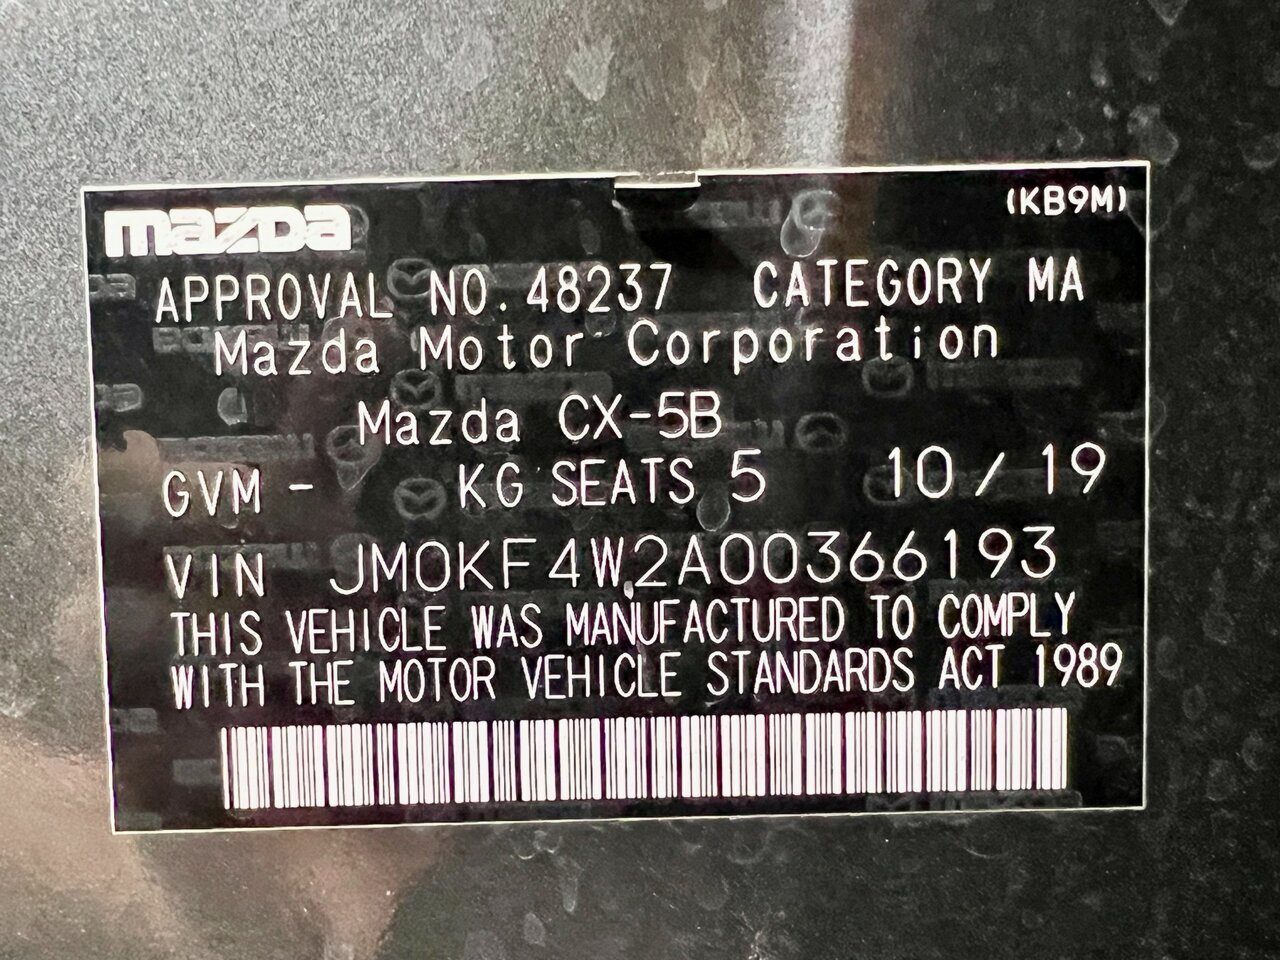 (KB9M)
mazda
APPROVAL NO. 48237 CATEGORY MA
Mazda Motor Corporation
Mazda CX-5B
GVM - KG SEATS 5 10/19
VIN JM0KF4W2A00366193
THIS VEHICLE WAS MANUFACTURED TO COMPLY
WITH THE MOTOR VEHICLE STANDARDS ACT 1989